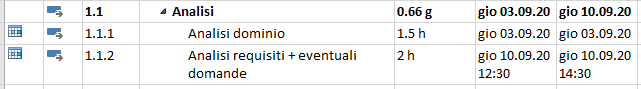 1.1 Analisi 0.66 g gio 03.09.20 gio 10.09.20
1.1.1 Analisi dominio 1.5 h gio 03.09.20 gio 03.09.20
1.1.2 Analisi requisiti + eventuali 2 h gio 10.09.20 gio 10.09.20
domande 12:30 14:30